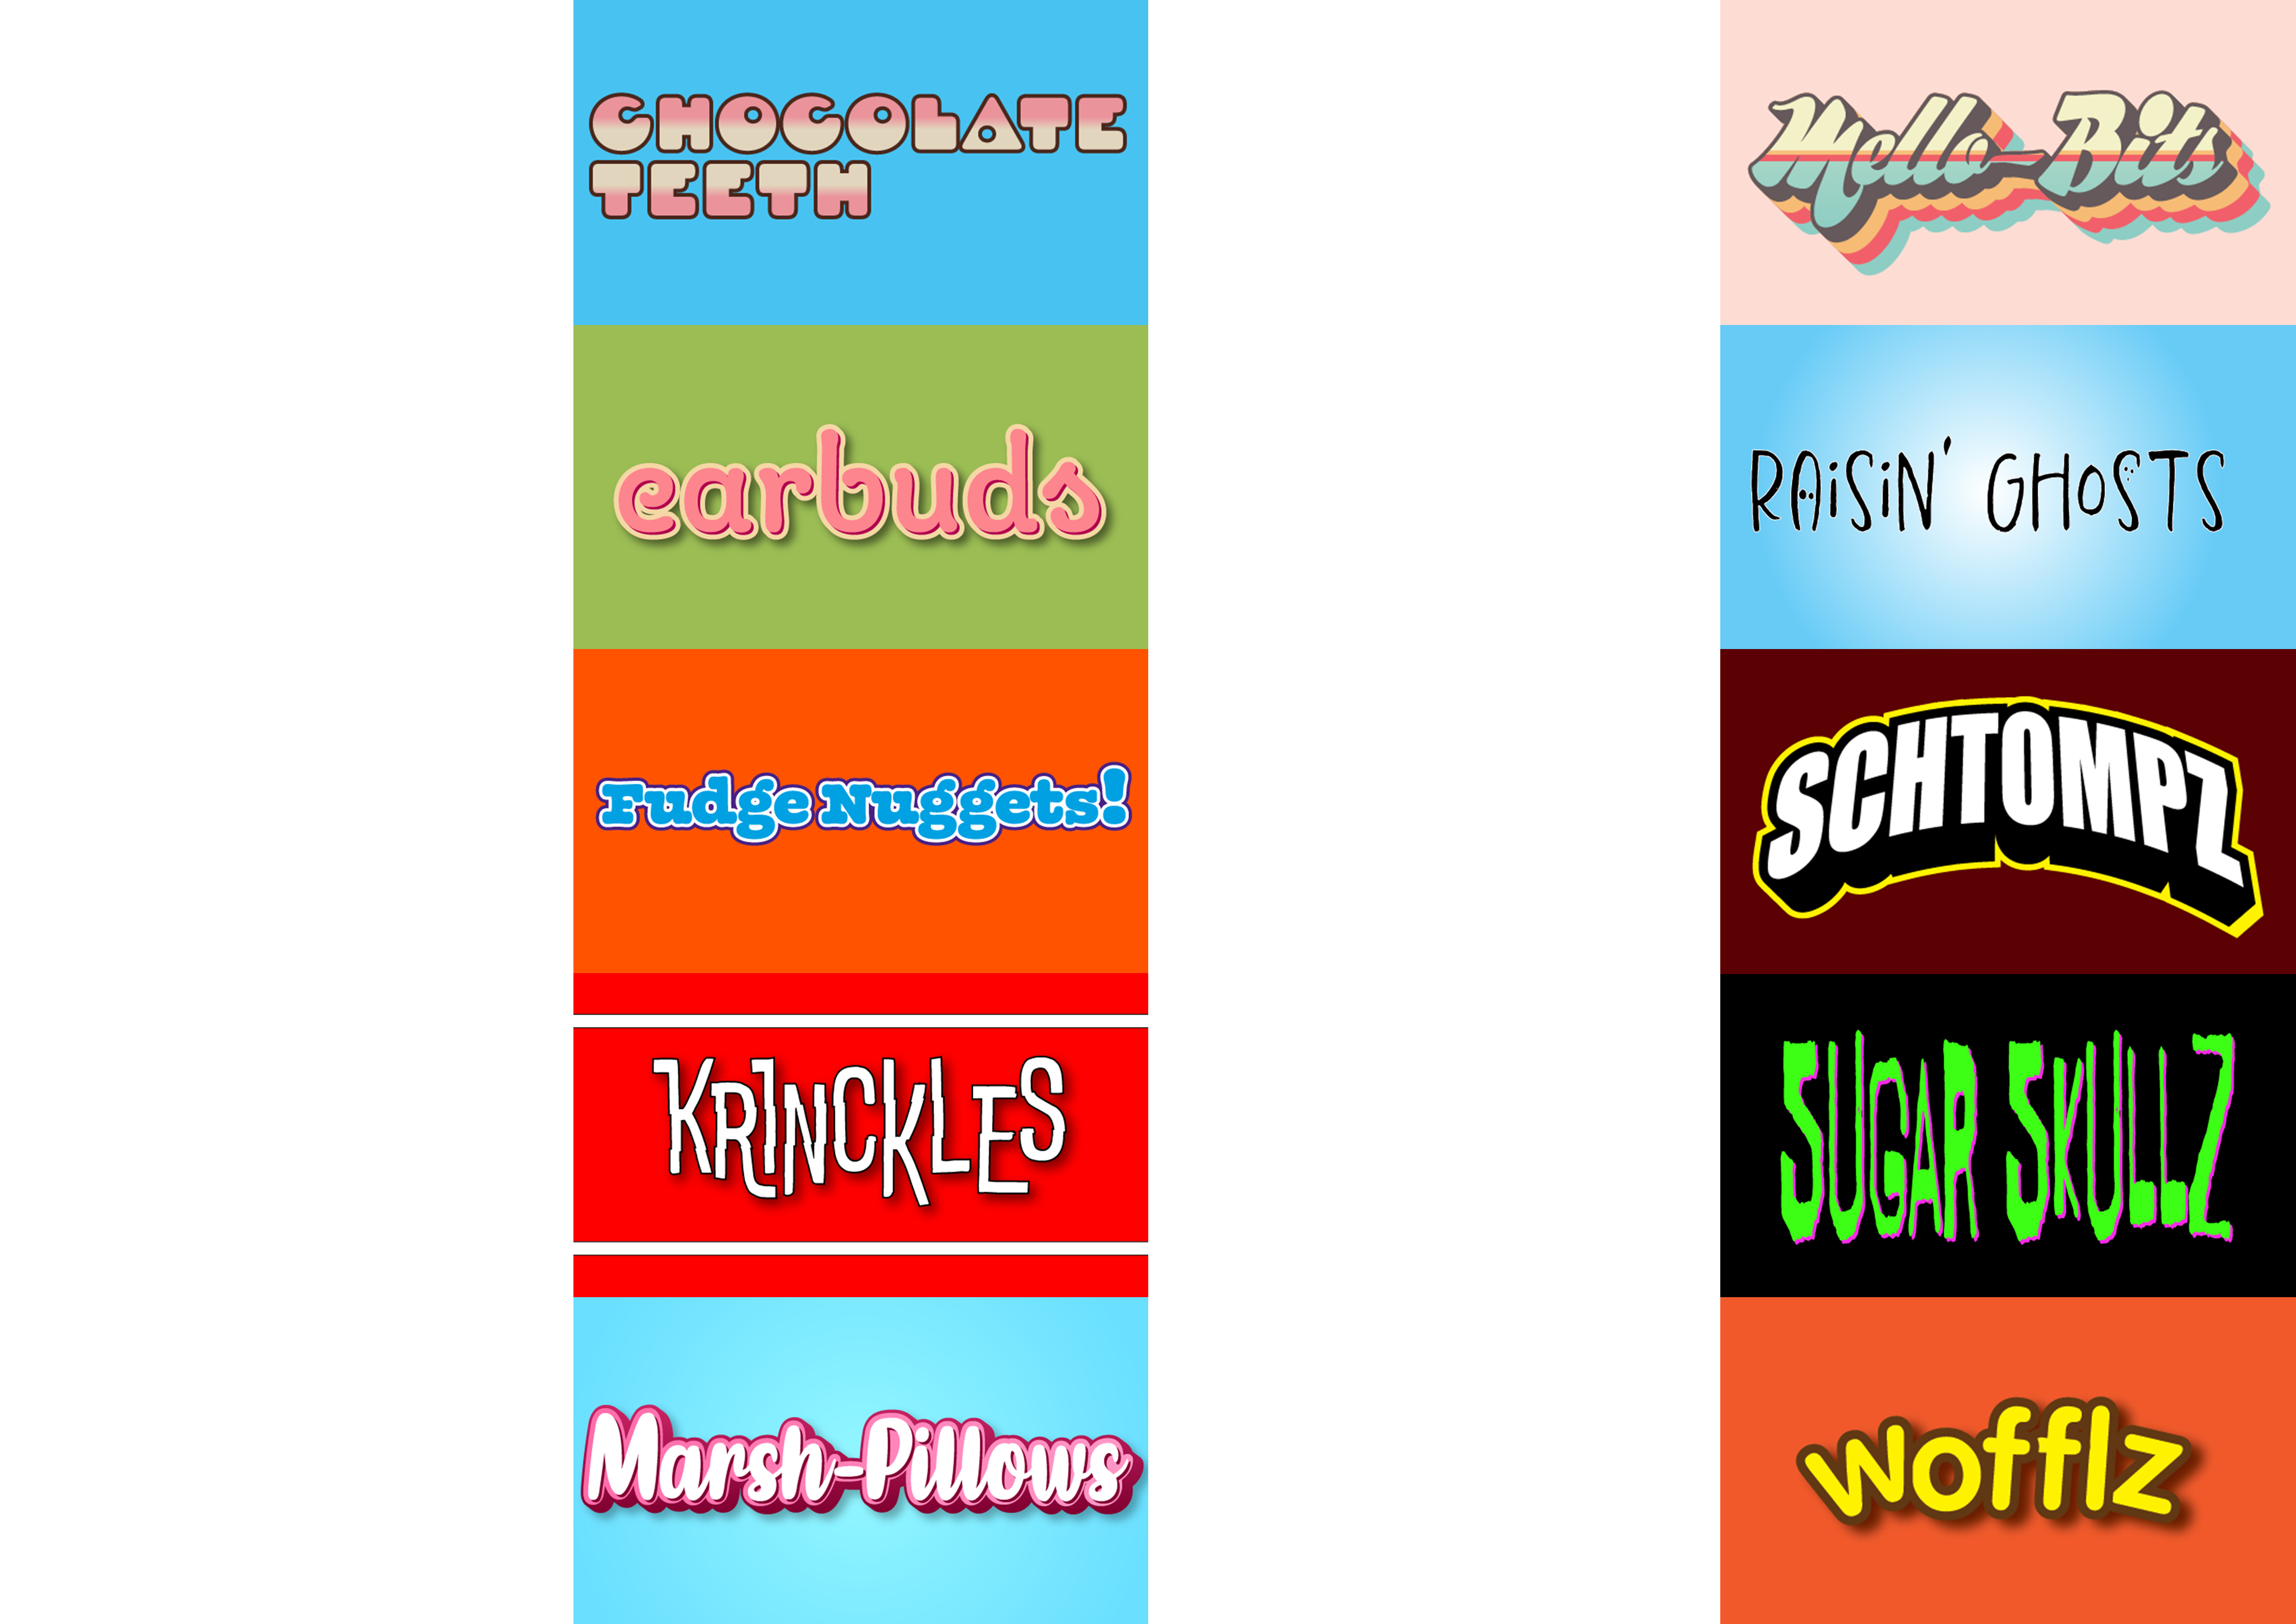 CHOCOLATE
TEETH
earbuds
Fudge Nuggets!
KRINCKLES
Marsh-Pillows
Mello-Bits
RAiSiN' GHOSTS
SCHTOMPZ
SUGAR SKULLZ
wofflz